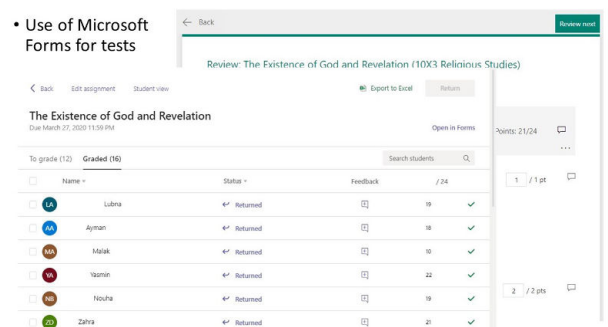 • Use of Microsoft
Forms for tests
← Back
Review next
Review: The Existence of God and Revelation (10X3 Religious Studies)
Back Edit assignment Student view Export to Excel Return
The Existence of God and Revelation
Due March 27, 2020 11:59 PM
Open in Forms
Points: 21/24
To grade (12) Graded (16) Search students
Name Status Feedback / 24
1 / 1 pt
LA Lubna Returned 19
AA Ayman Returned 18
MA Malak Returned 10
YA Yasmin Returned 22
2 / 2 pts
NB Nouha Returned 19
ZD Zahra Returned 21